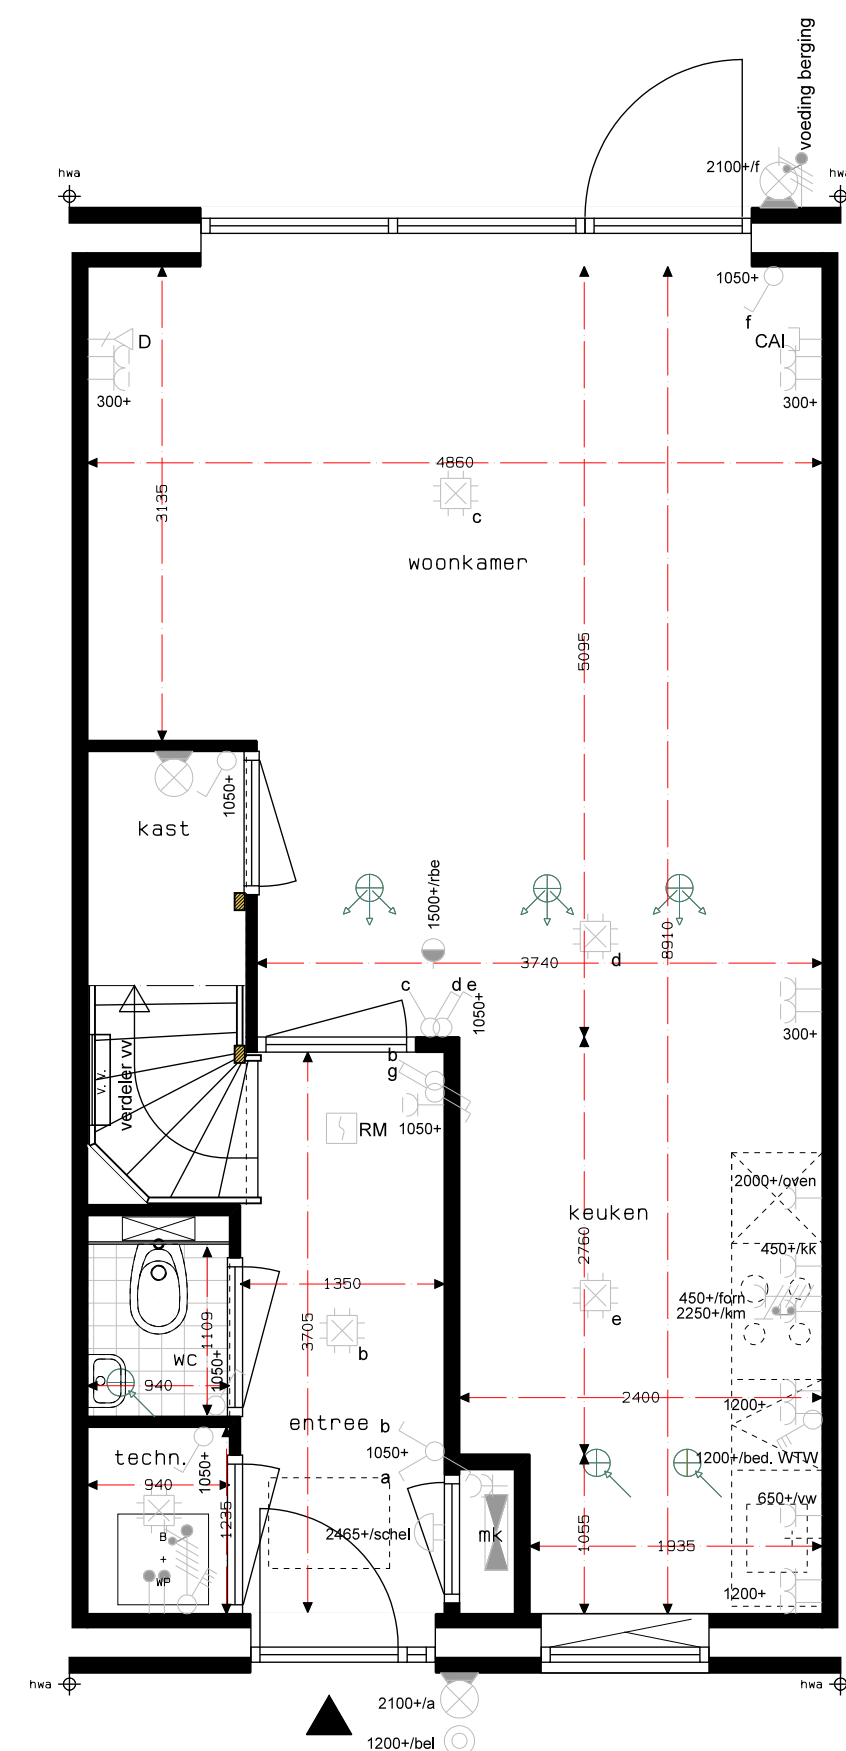 voeding berging
hwa
2100+/f
hwa
1050+
f
D
CAI
300+
300+
4860
3135
c
woonkamer
5095
1050+
kast
1500+/rbe
8910
d
3740
c
d e
1050+
300+
b
g
v.v.
verdeler vv
1050+
RM
2000+/oven
keuken
2760
450+/kk
1350
450+/forn
2250+/km
e
3705
1109
b
wc
1050+
940
2400
1200+
entree
b
1050+
techn.
1050+
a
1200+/bed. WTW
940
1235
650+/vw
2465+/schel
mk
1055
1935
B
+
WP
1200+
hwa
hwa
2100+/a
1200+/bel